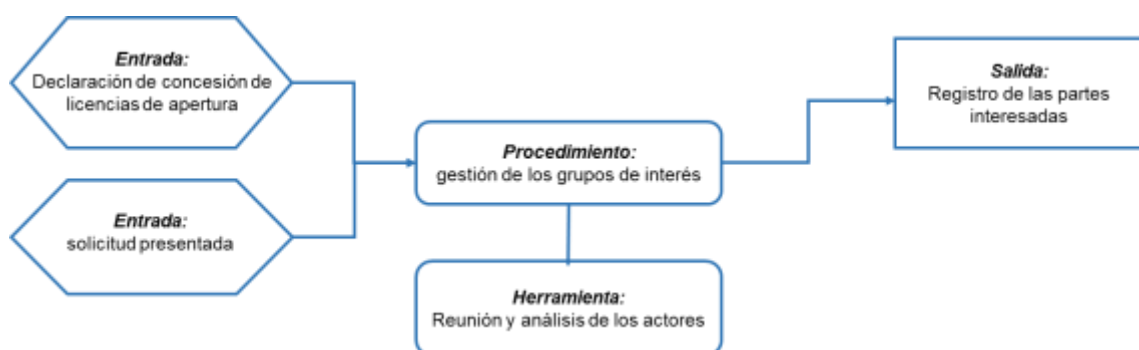 Entrada:
Declaración de concesión de
licencias de apertura
Entrada:
solicitud presentada
Procedimiento:
gestión de los grupos de interés
Herramienta:
Reunión y análisis de los actores
Salida:
Registro de las partes
interesadas